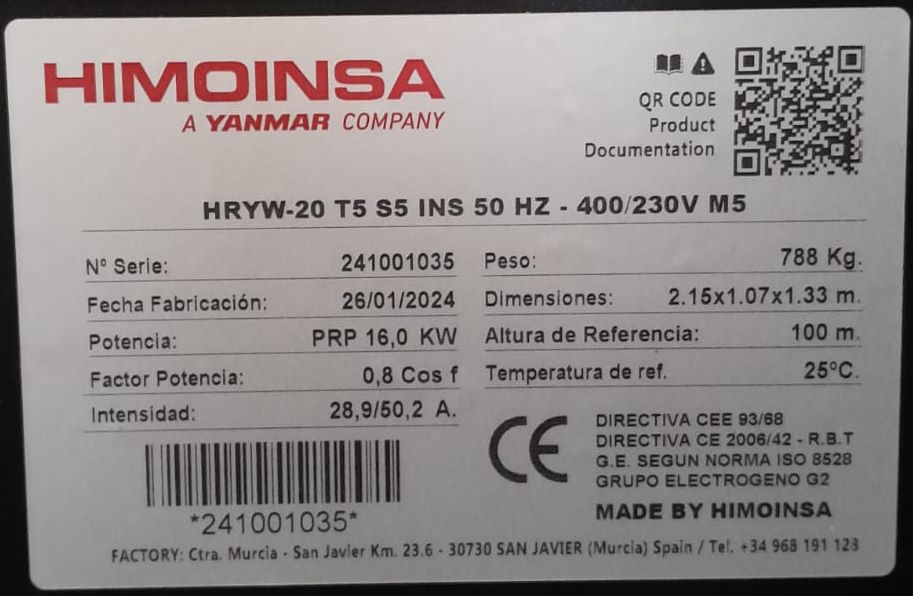 HIMOINSA
A YANMAR COMPANY
QR CODE
Product
Documentation
HRYW-20 T5 S5 INS 50 HZ - 400/230V M5
Nº Serie: 241001035
Fecha Fabricación: 26/01/2024
Potencia: PRP 16,0 KW
Factor Potencia: 0,8 Cos f
Intensidad: 28,9/50,2 A.
Peso: 788 Kg.
Dimensiones: 2.15x1.07x1.33 m.
Altura de Referencia: 100 m.
Temperatura de ref. 25ºC.
*241001035*
CE
DIRECTIVA CEE 93/68
DIRECTIVA CE 2006/42 - R.B.T
G.E. SEGUN NORMA ISO 8528
GRUPO ELECTROGENO G2
MADE BY HIMOINSA
FACTORY: Ctra. Murcia - San Javier Km. 23.6 - 30730 SAN JAVIER (Murcia) Spain / Tel. +34 968 191 128